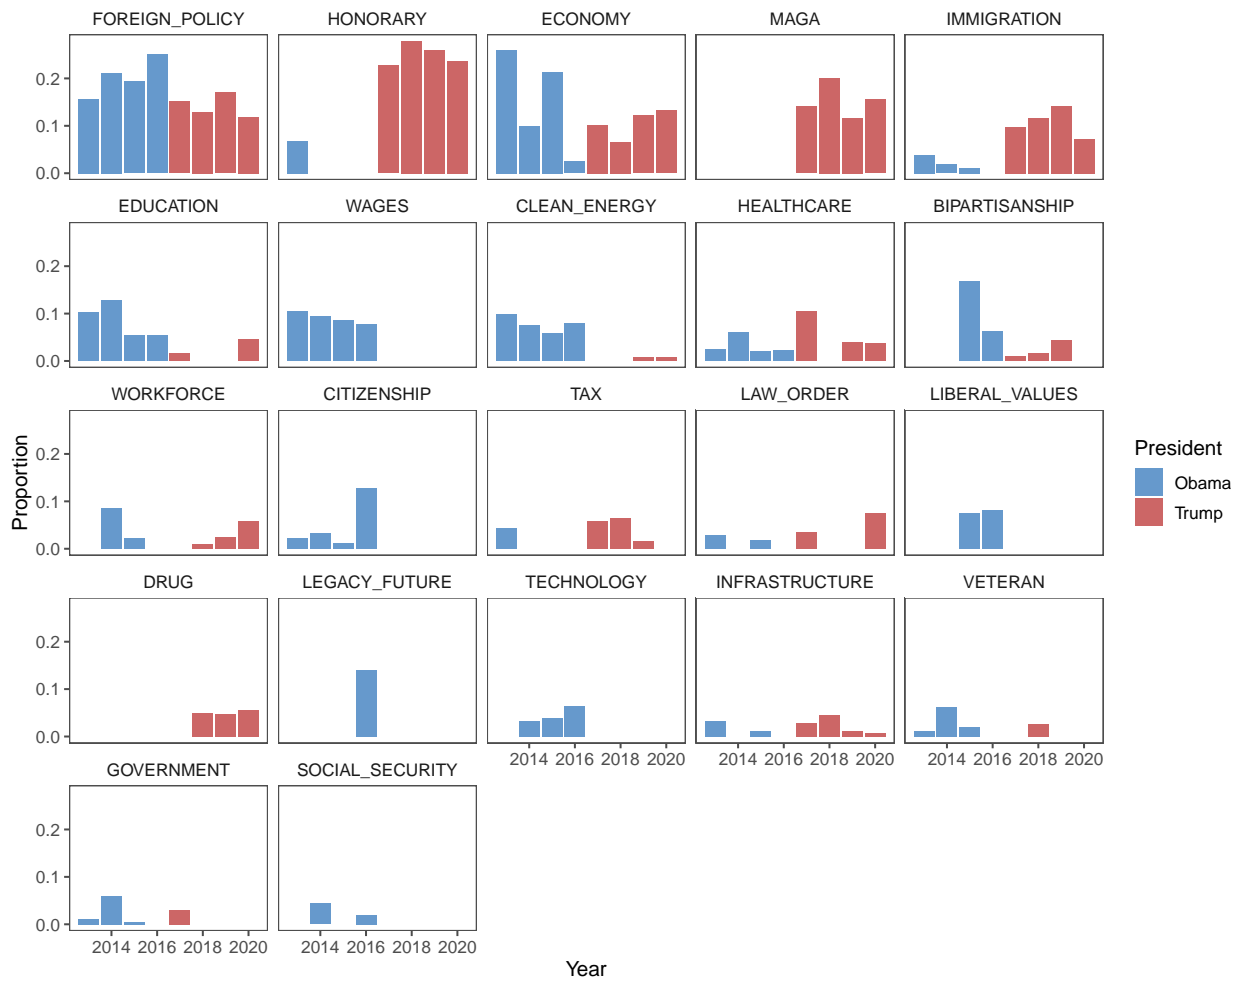 FOREIGN_POLICY HONORARY ECONOMY MAGA IMMIGRATION
0.2
0.1
0.0
EDUCATION WAGES CLEAN_ENERGY HEALTHCARE BIPARTISANSHIP
0.2
0.1
0.0
WORKFORCE CITIZENSHIP TAX LAW_ORDER LIBERAL_VALUES
0.2
0.1
0.0
Proportion
President
Obama
Trump
DRUG LEGACY_FUTURE TECHNOLOGY INFRASTRUCTURE VETERAN
0.2
0.1
0.0
2014 2016 2018 2020 2014 2016 2018 2020 2014 2016 2018 2020
GOVERNMENT SOCIAL_SECURITY
0.2
0.1
0.0
2014 2016 2018 2020 2014 2016 2018 2020
Year